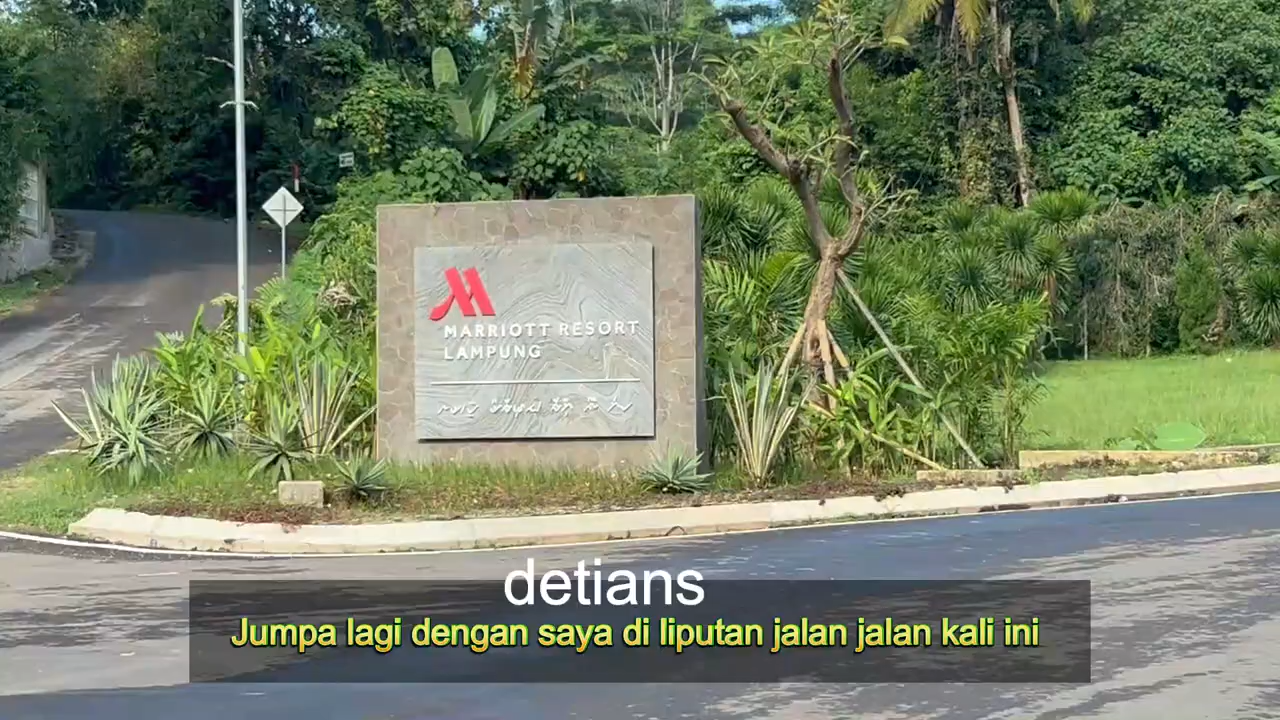 MARRIOTT RESORT
LAMPUNG
detians
Jumpa lagi dengan saya di liputan jalan jalan kali ini